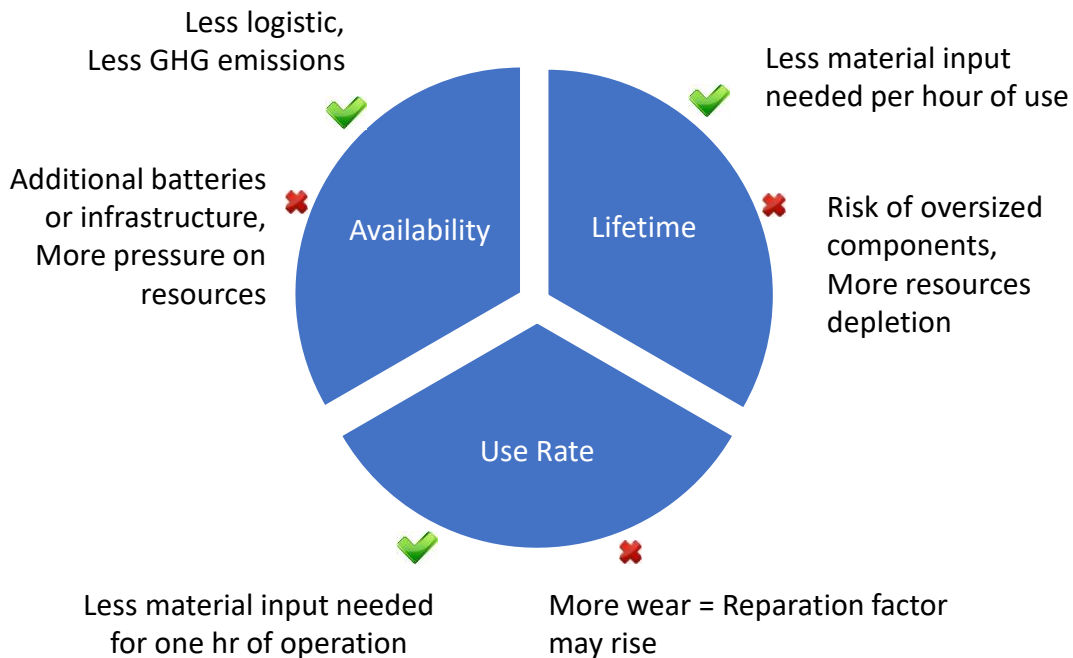 Less logistic,
Less GHG emissions
Less material input
needed per hour of use
Additional batteries
or infrastructure,
More pressure on
resources
Availability
Lifetime
Risk of oversized
components,
More resources
depletion
Use Rate
Less material input needed
for one hr of operation
More wear = Reparation factor
may rise